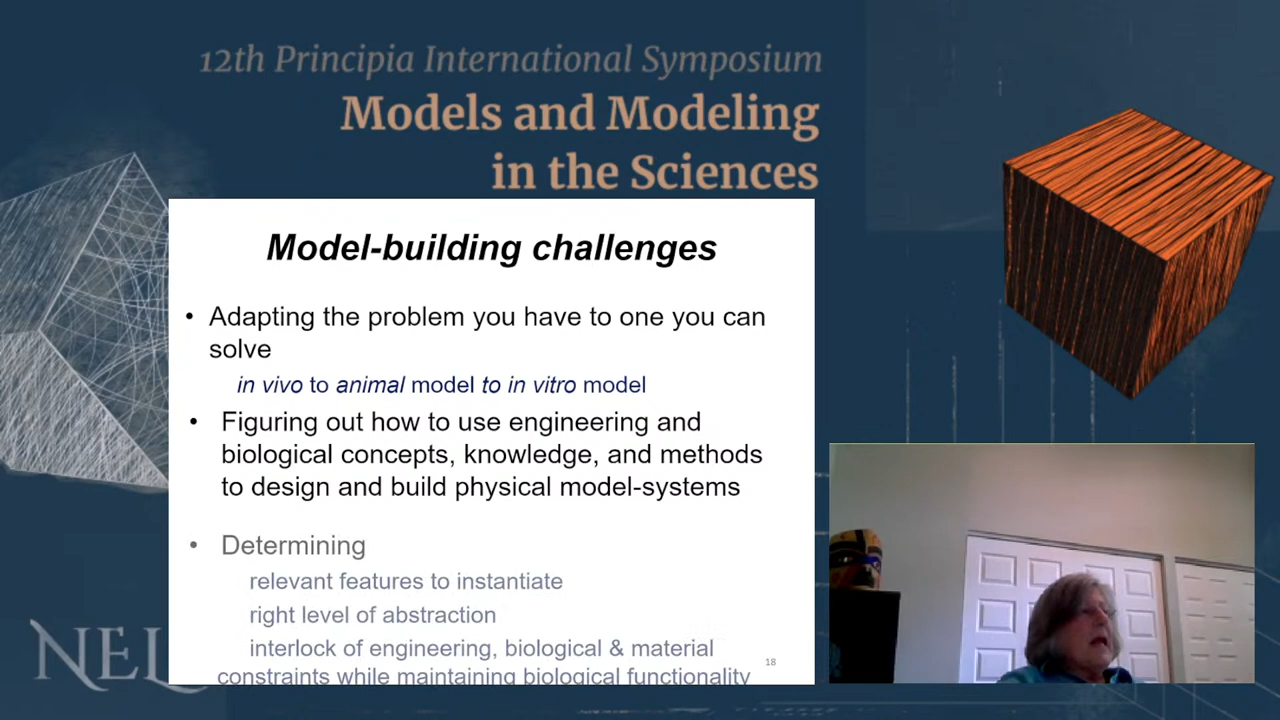 12th Principia International Symposium
Models and Modeling
in the Sciences
Model-building challenges
• Adapting the problem you have to one you can
solve
in vivo to animal model to in vitro model
• Figuring out how to use engineering and
biological concepts, knowledge, and methods
to design and build physical model-systems
• Determining
relevant features to instantiate
right level of abstraction
interlock of engineering, biological & material
constraints while maintaining biological functionality
18
NEL